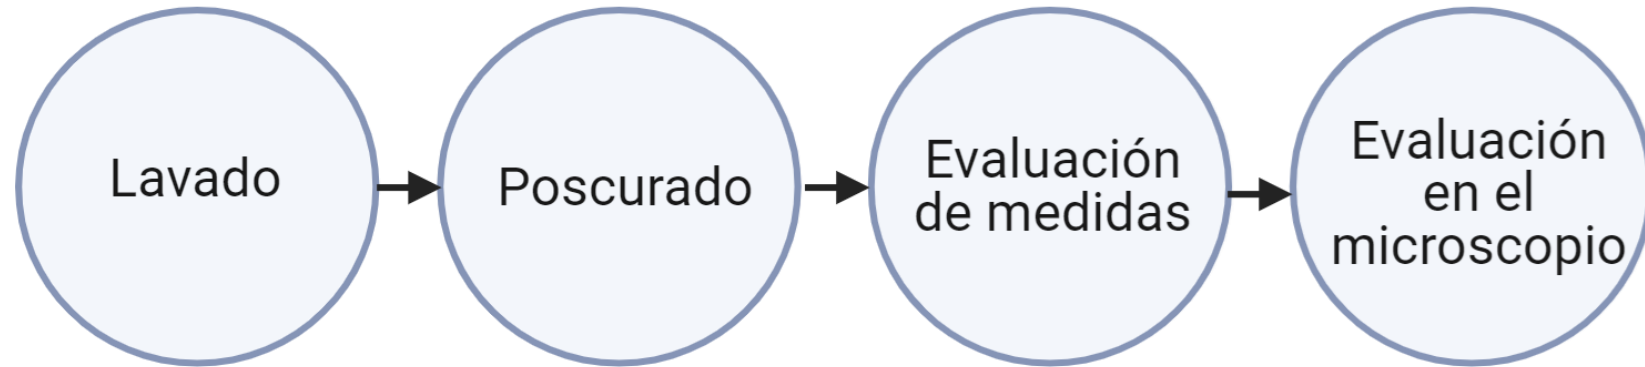 Lavado
Poscurado
Evaluación
de medidas
Evaluación
en el
microscopio